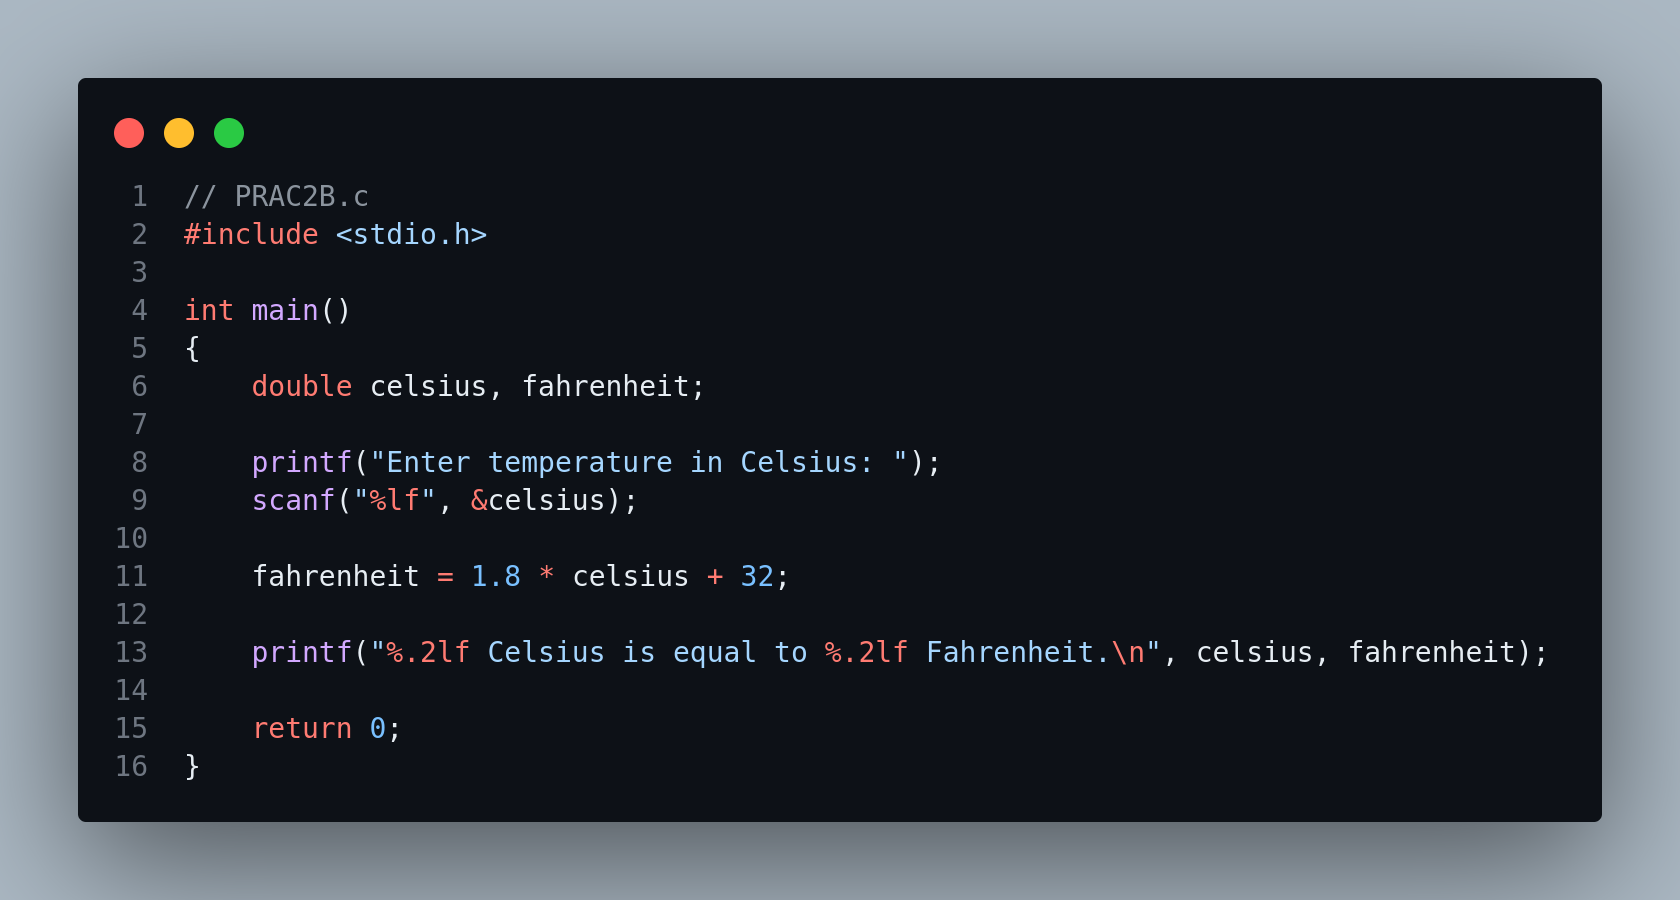 1 // PRAC2B.c
2 #include <stdio.h>
3
4 int main()
5 {
6     double celsius, fahrenheit;
7
8     printf("Enter temperature in Celsius: ");
9     scanf("%lf", &celsius);
10
11     fahrenheit = 1.8 * celsius + 32;
12
13     printf("%.2lf Celsius is equal to %.2lf Fahrenheit.\n", celsius, fahrenheit);
14
15     return 0;
16 }